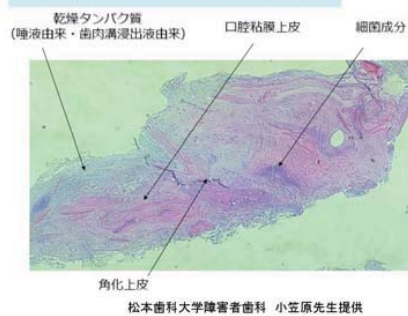 乾燥タンパク質
(唾液由来・歯肉溝浸出液由来)
口腔粘膜上皮
細菌成分
角化上皮
松本歯科大学障害者歯科 小笠原先生提供